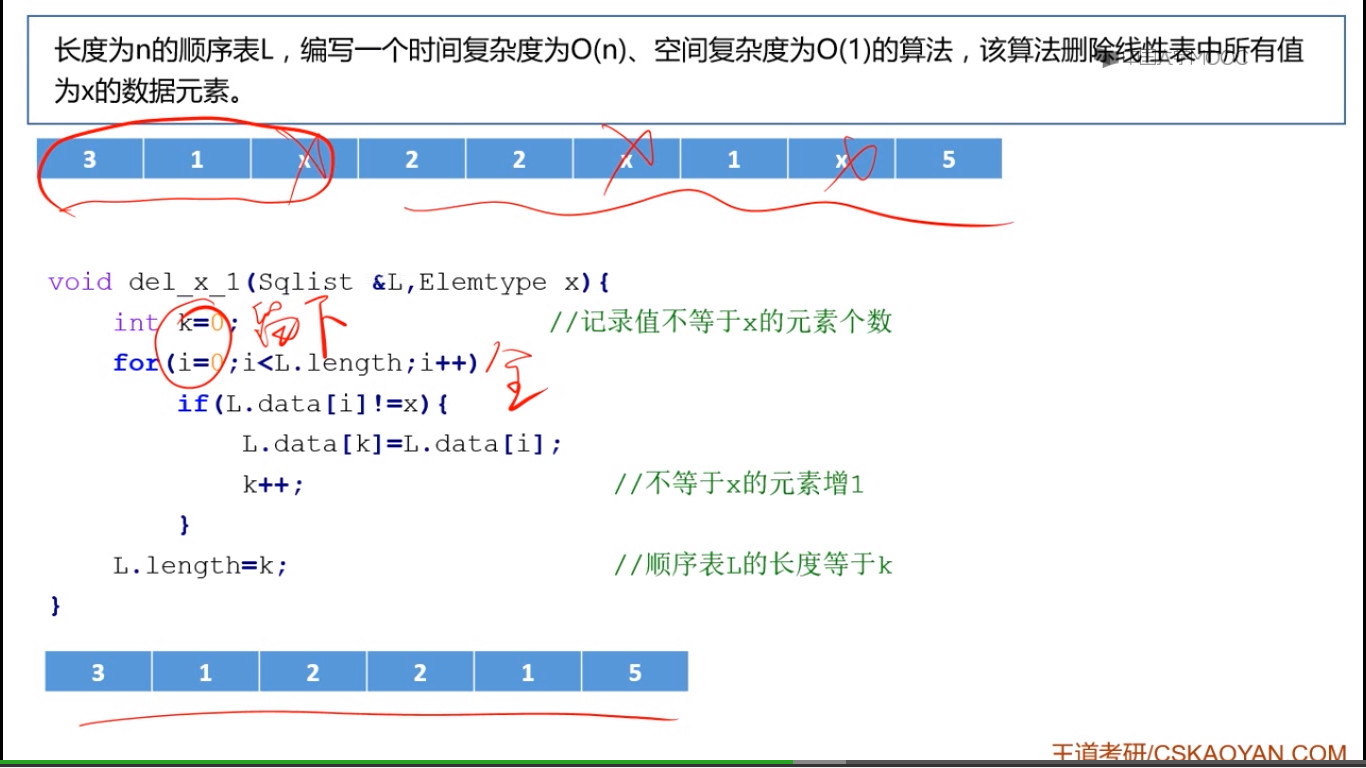 长度为n的顺序表L，编写一个时间复杂度为O(n)、空间复杂度为O(1)的算法，该算法删除线性表中所有值
为x的数据元素。
3 1 x 2 2 x 1 x 5
void del_x_1(Sqlist &L,Elemtype x){
int k=0; 留下 //记录值不等于x的元素个数
for(i=0;i<L.length;i++) 全
if(L.data[i]!=x){
L.data[k]=L.data[i];
k++; //不等于x的元素增1
}
L.length=k; //顺序表L的长度等于k
}
3 1 2 2 1 5
王道考研/CSKAOYAN.COM